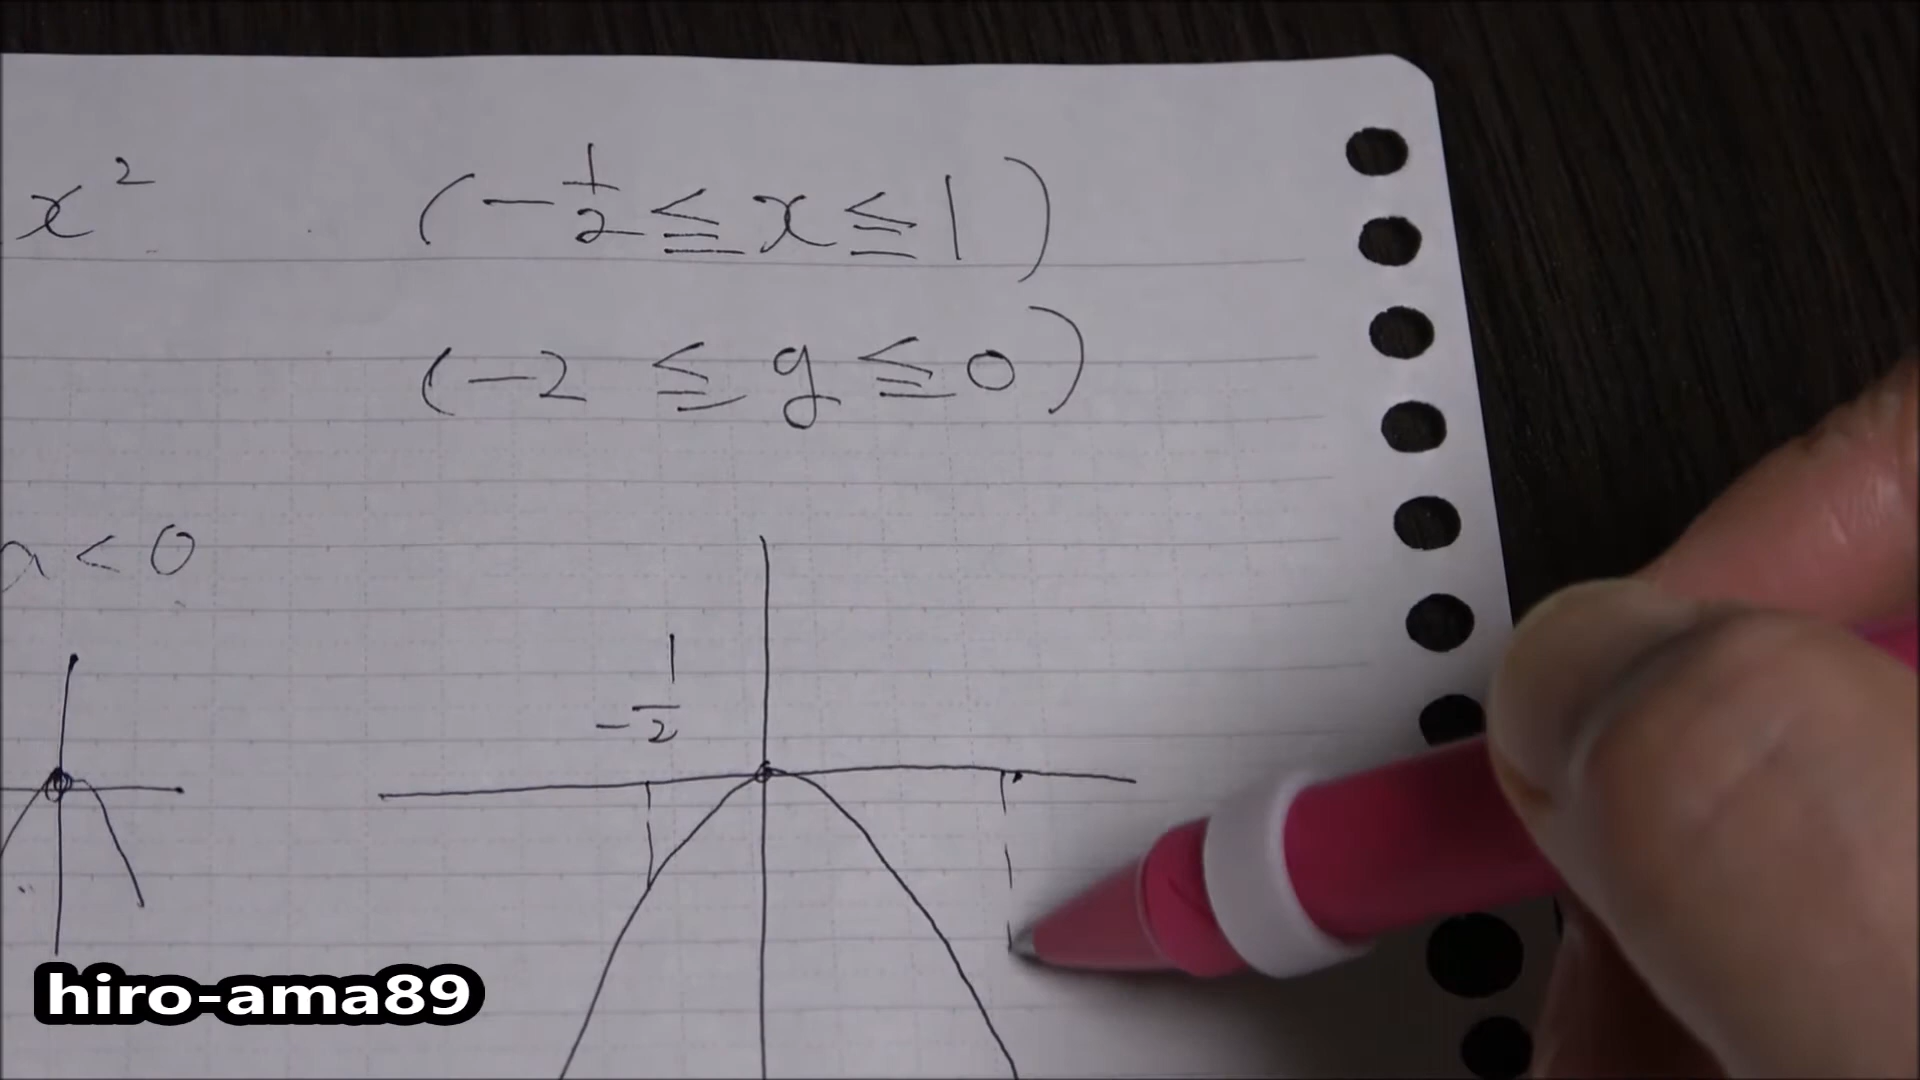 x² (-1/2 ≦ x ≦ 1)
(-2 ≦ y ≦ 0)
a < 0
-1/2
hiro-ama89